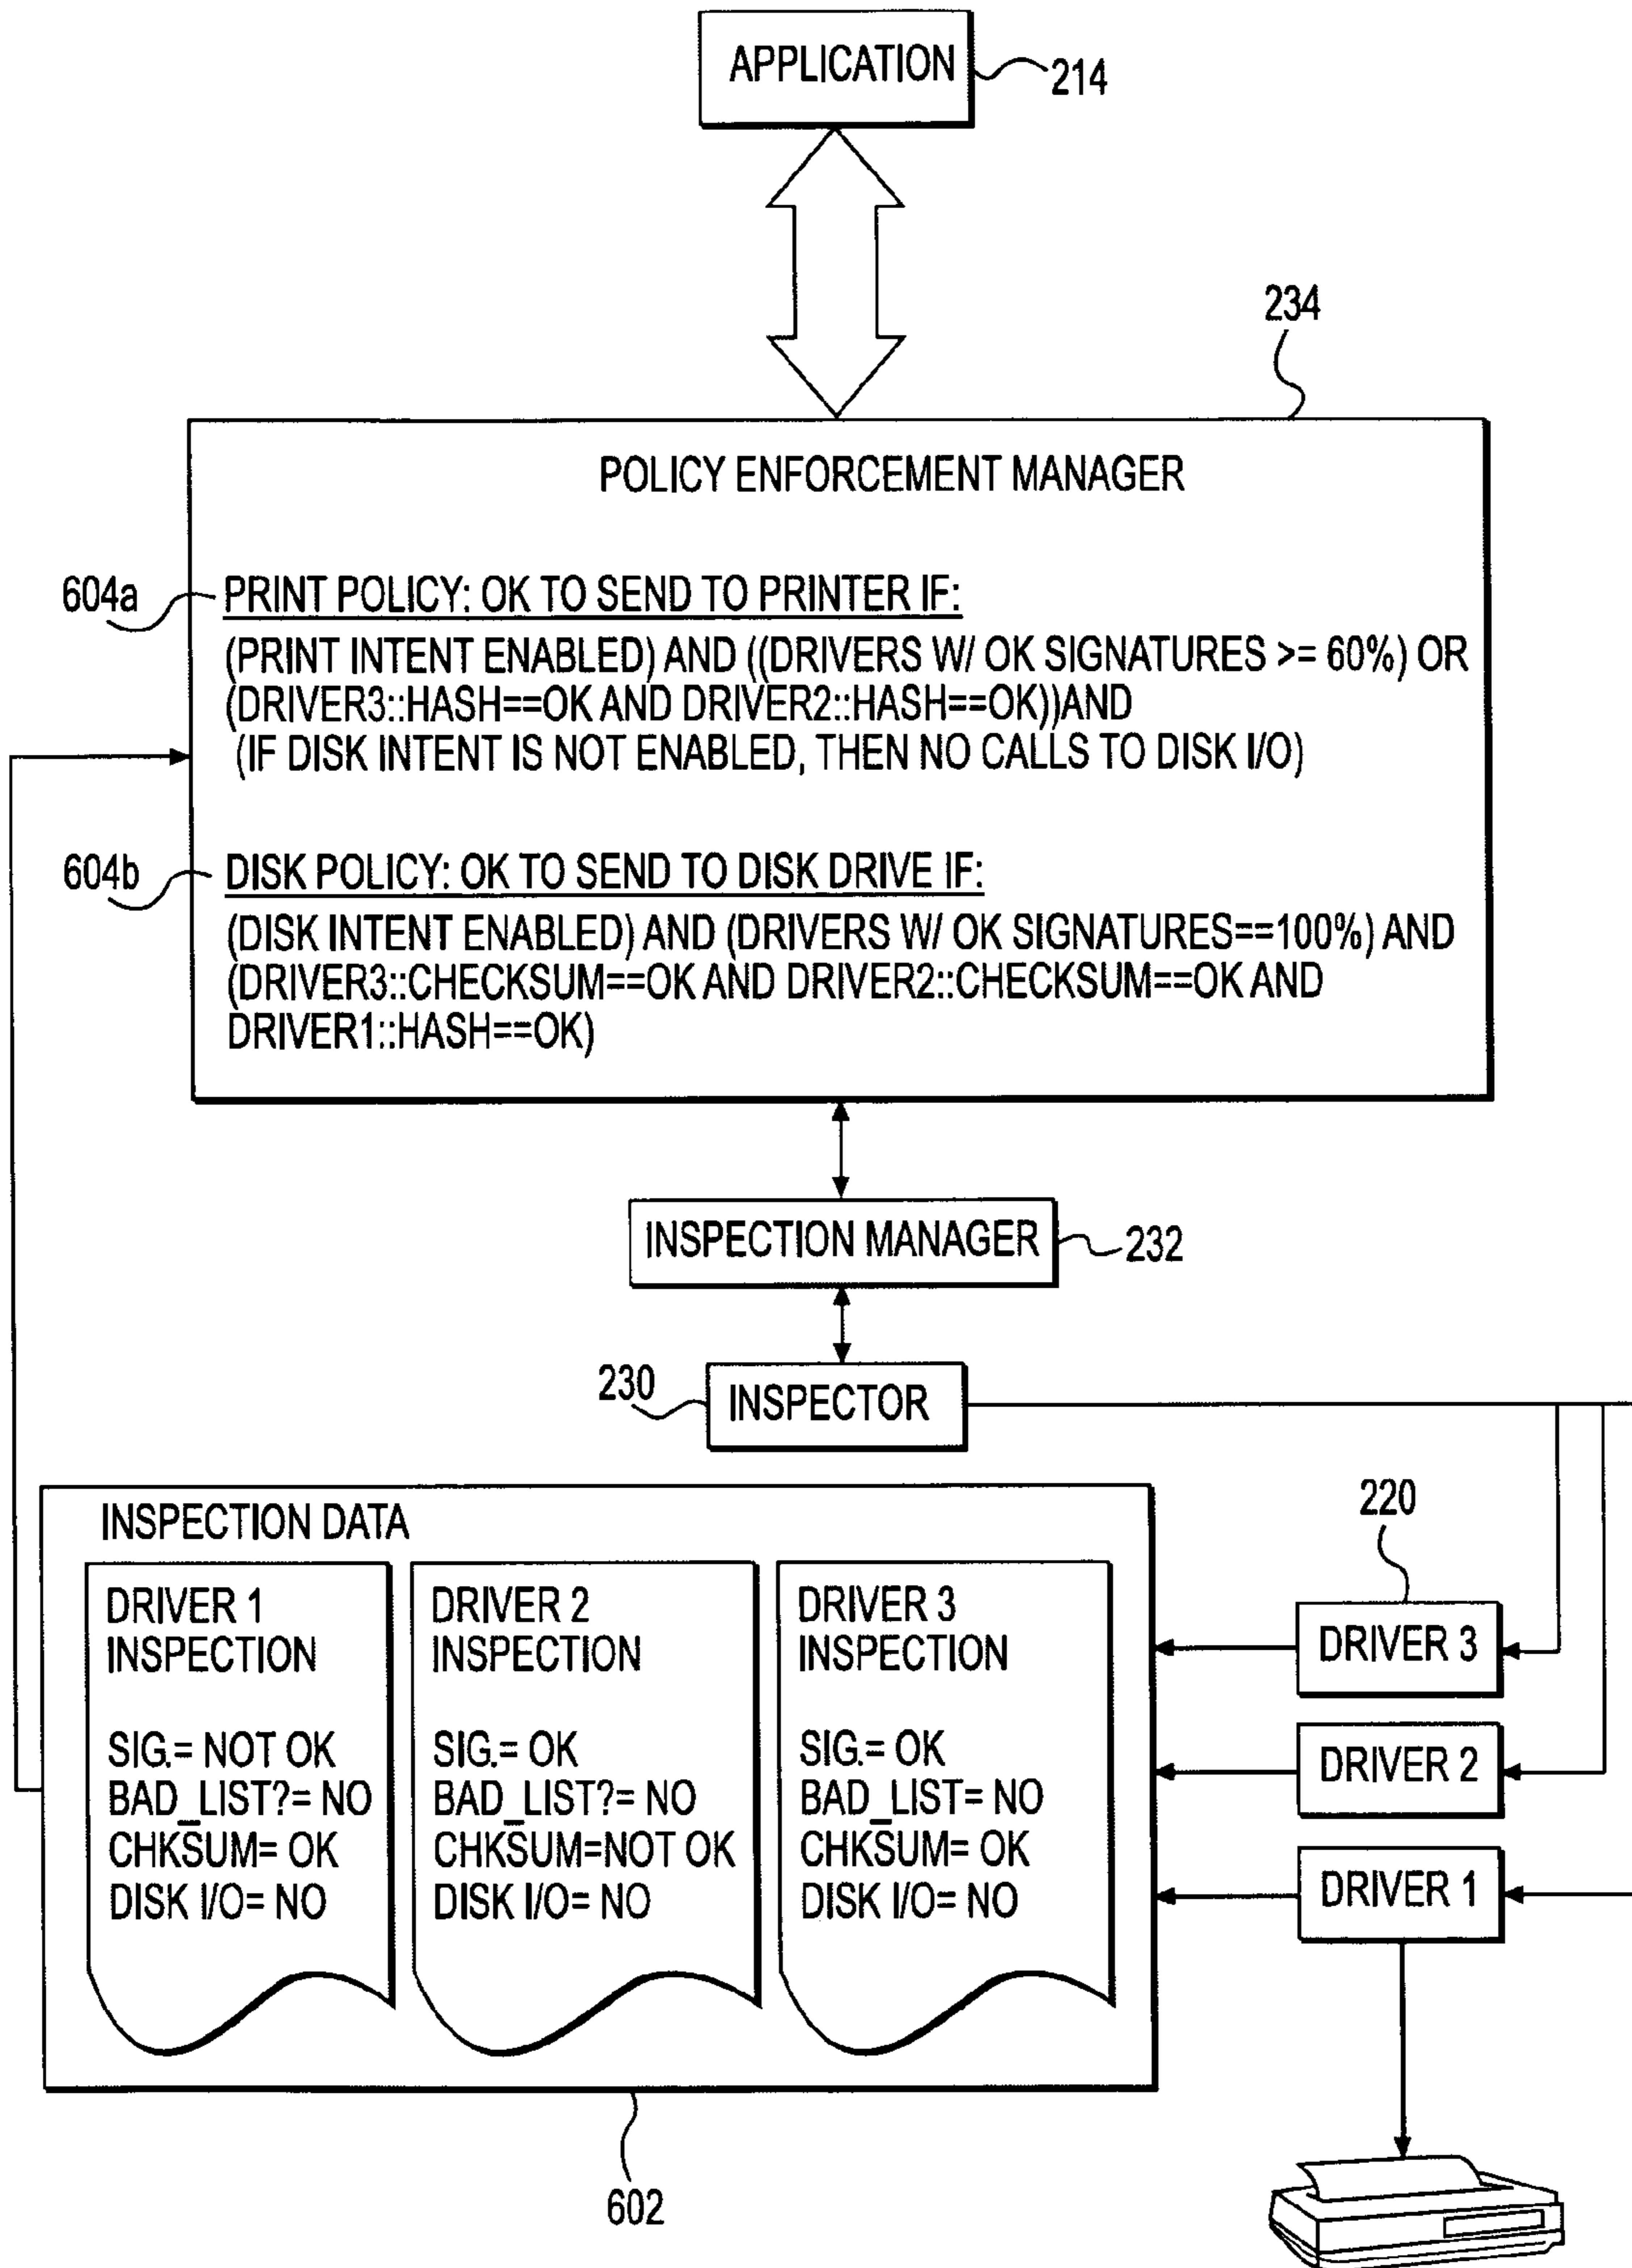 APPLICATION
214
234
POLICY ENFORCEMENT MANAGER
604a
PRINT POLICY: OK TO SEND TO PRINTER IF:
(PRINT INTENT ENABLED) AND ((DRIVERS W/ OK SIGNATURES >= 60%) OR
(DRIVER3::HASH==OK AND DRIVER2::HASH==OK))AND
(IF DISK INTENT IS NOT ENABLED, THEN NO CALLS TO DISK I/O)
604b
DISK POLICY: OK TO SEND TO DISK DRIVE IF:
(DISK INTENT ENABLED) AND (DRIVERS W/ OK SIGNATURES==100%) AND
(DRIVER3::CHECKSUM==OK AND DRIVER2::CHECKSUM==OK AND
DRIVER1::HASH==OK)
INSPECTION MANAGER
232
230
INSPECTOR
INSPECTION DATA
DRIVER 1
INSPECTION
SIG.= NOT OK
BAD_LIST?= NO
CHKSUM= OK
DISK I/O= NO
DRIVER 2
INSPECTION
SIG.= OK
BAD_LIST?= NO
CHKSUM=NOT OK
DISK I/O= NO
DRIVER 3
INSPECTION
SIG.= OK
BAD_LIST= NO
CHKSUM= OK
DISK I/O= NO
220
DRIVER 3
DRIVER 2
DRIVER 1
602